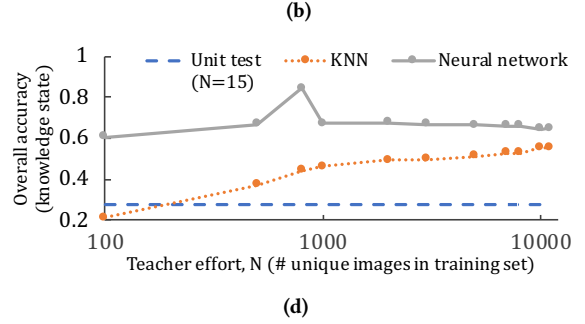 (b)
1
0.8
0.6
0.4
0.2
Overall accuracy
(knowledge state)
Unit test
(N=15)
KNN
Neural network
100
1000
10000
Teacher effort, N (# unique images in training set)
(d)